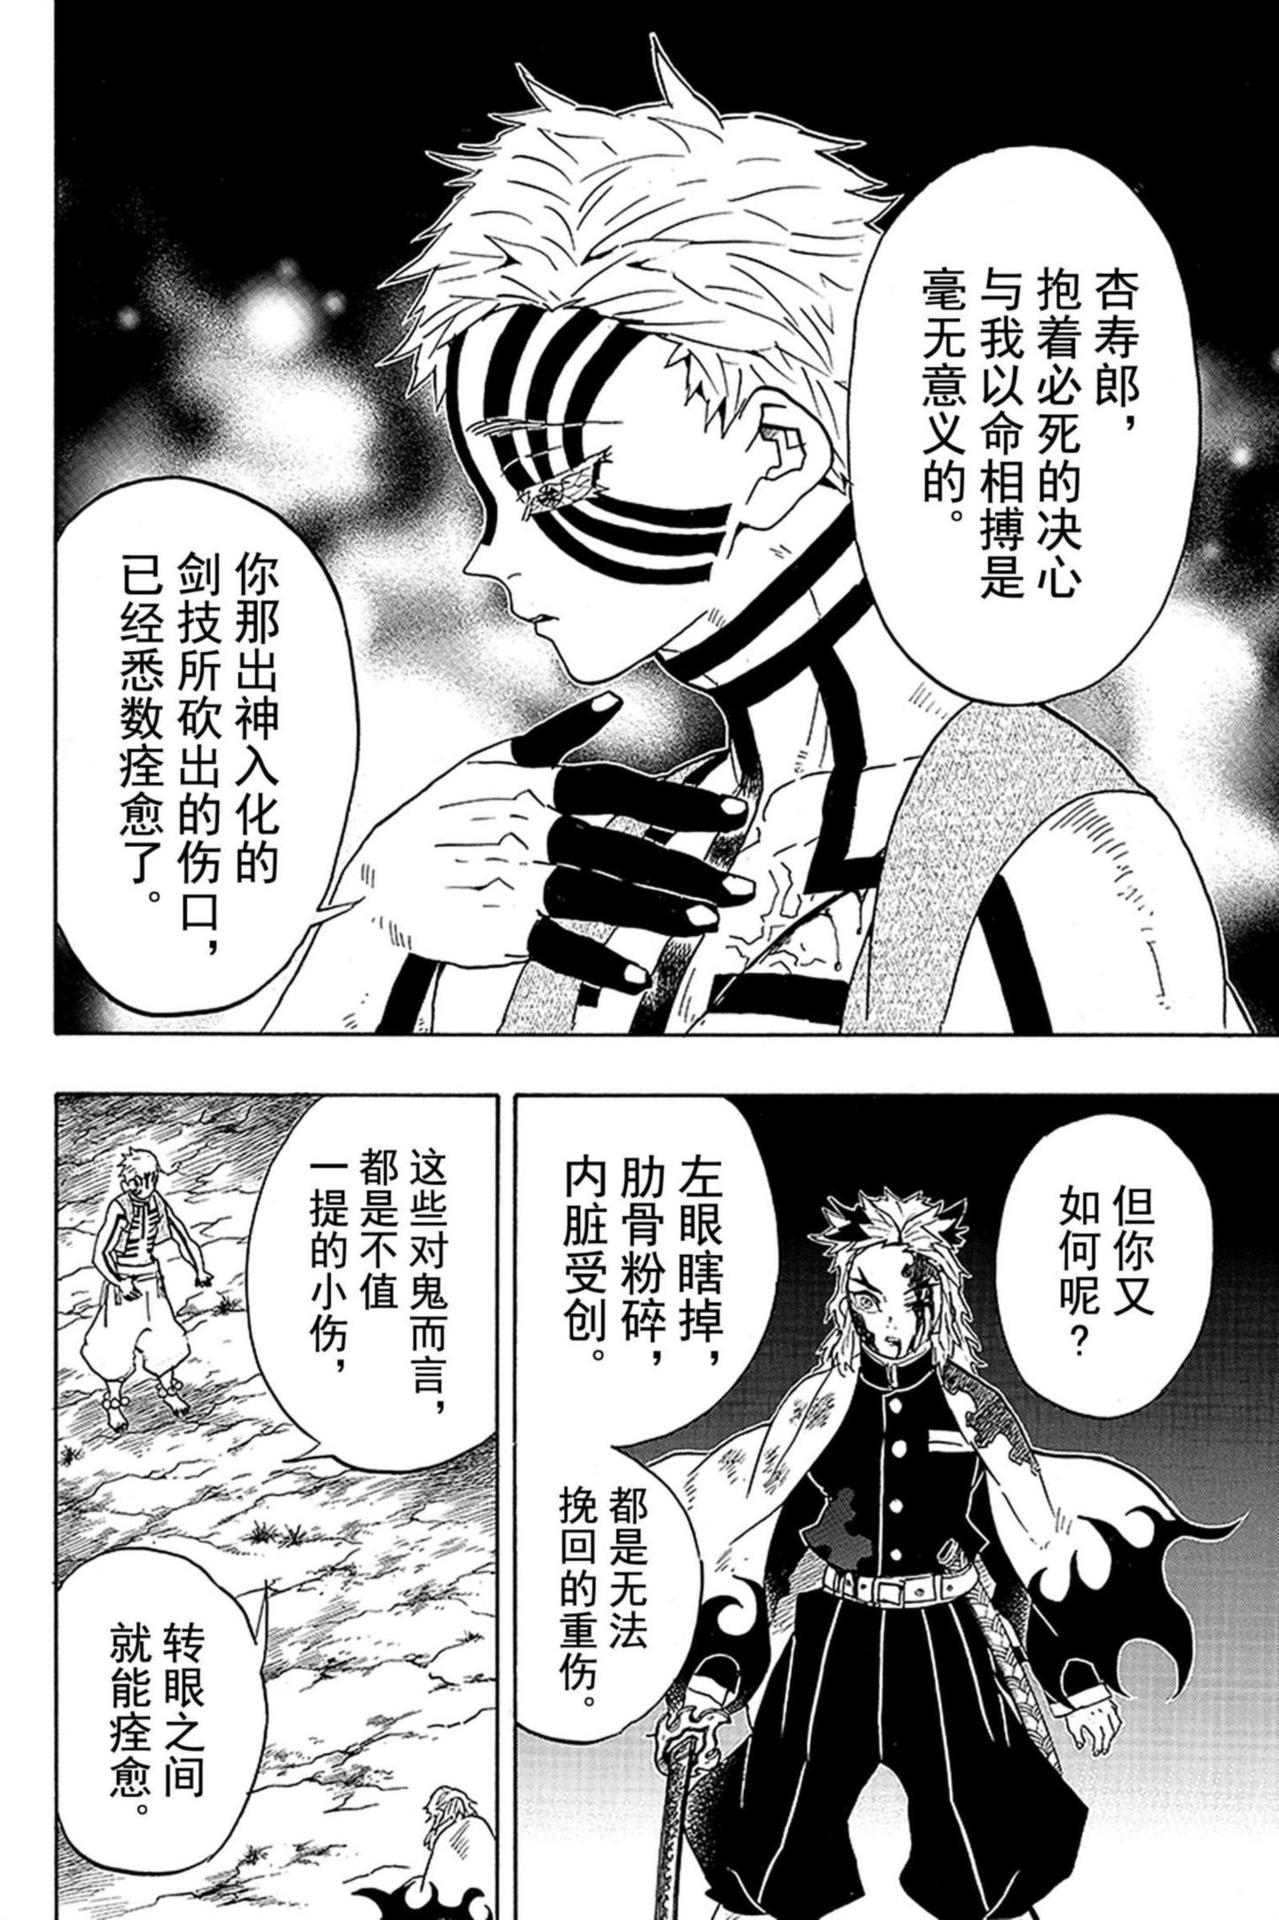 杏寿郎，
抱着必死的决心
与我以命相搏是
毫无意义的。
你那出神入化的
剑技所砍出的伤口，
已经悉数痊愈了。
但你又
如何呢？
左眼瞎掉，
肋骨粉碎，
内脏受创。
都是无法
挽回的重伤。
这些对鬼而言，
都是不值
一提的小伤，
转眼之间
就能痊愈。